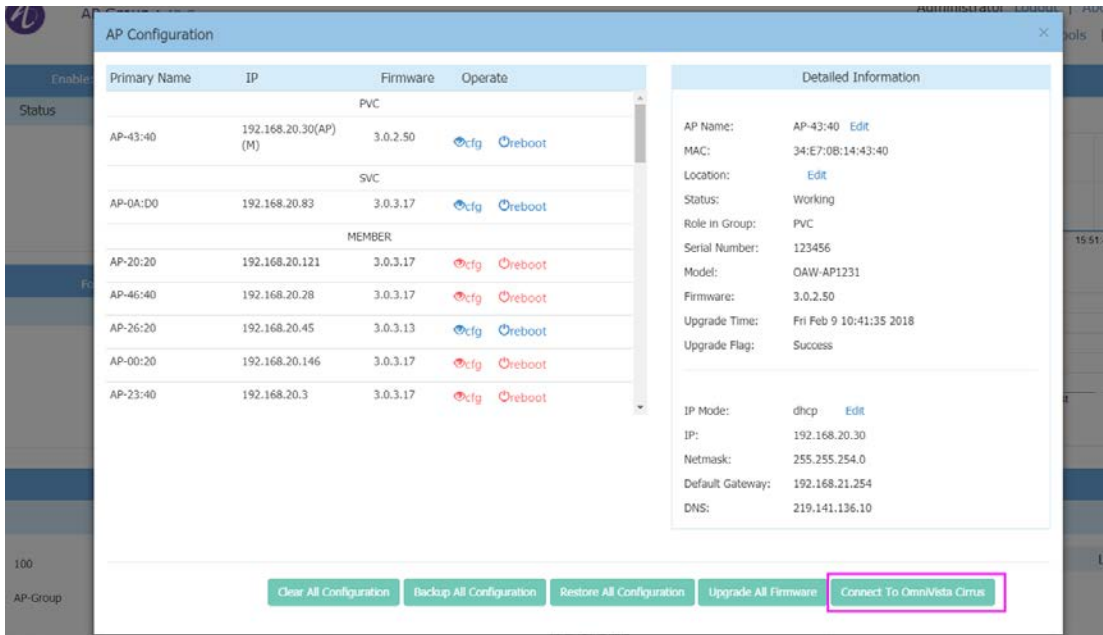 AP Configuration
Primary Name IP Firmware Operate
PVC
AP-43:40 192.168.20.30(AP)(M) 3.0.2.50 cfg reboot
SVC
AP-0A:D0 192.168.20.83 3.0.3.17 cfg reboot
MEMBER
AP-20:20 192.168.20.121 3.0.3.17 cfg reboot
AP-46:40 192.168.20.28 3.0.3.17 cfg reboot
AP-26:20 192.168.20.45 3.0.3.13 cfg reboot
AP-00:20 192.168.20.146 3.0.3.17 cfg reboot
AP-23:40 192.168.20.3 3.0.3.17 cfg reboot
Detailed Information
AP Name: AP-43:40 Edit
MAC: 34:E7:0B:14:43:40
Location: Edit
Status: Working
Role in Group: PVC
Serial Number: 123456
Model: OAW-AP1231
Firmware: 3.0.2.50
Upgrade Time: Fri Feb 9 10:41:35 2018
Upgrade Flag: Success
IP Mode: dhcp Edit
IP: 192.168.20.30
Netmask: 255.255.254.0
Default Gateway: 192.168.21.254
DNS: 219.141.136.10
Clear All Configuration Backup All Configuration Restore All Configuration Upgrade All Firmware Connect To OmniVista Cirrus
Enable
Status
15:51
100
AP-Group